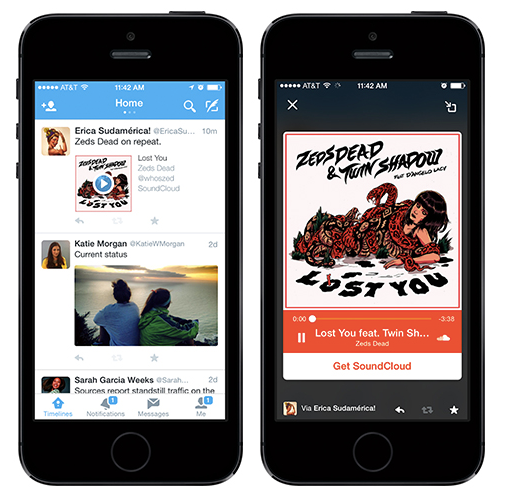 AT&T 11:42 AM
Home
Erica Sudamérica! @EricaSu... 10m
Zeds Dead on repeat.
ZEDS DEAD
& TWIN SHADOW
LOST YOU
Lost You
Zeds Dead
@whoszed
SoundCloud
Katie Morgan @KatieWMorgan 2d
Current status
Sarah Garcia Weeks @Sarah... 2d
Sources report standstill traffic on the
1 1
Timelines Notifications Messages Me
AT&T 11:42 AM
ZEDS DEAD
& TWIN SHADOW
FEAT. D'ANGELO LACY
LOST YOU
0:00 -3:38
Lost You feat. Twin Sh...
Zeds Dead
Get SoundCloud
Via Erica Sudamérica!